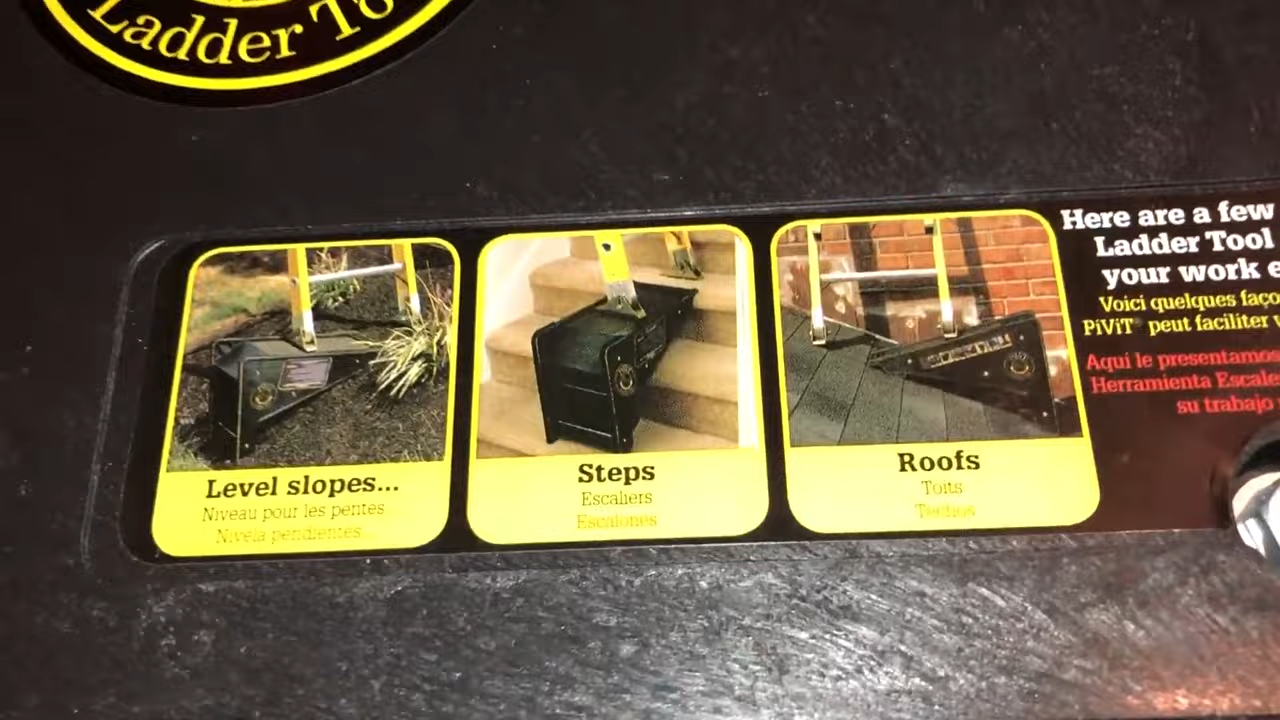 Ladder To
Level slopes...
Niveau pour les pentes
Nivela pendientes
Steps
Escaliers
Escalones
Roofs
Toits
Techos
Here are a few
Ladder Tool
your work e
Voici quelques faço
PiViT peut faciliter v
Aqui le presentamos
Herramienta Escale
su trabajo